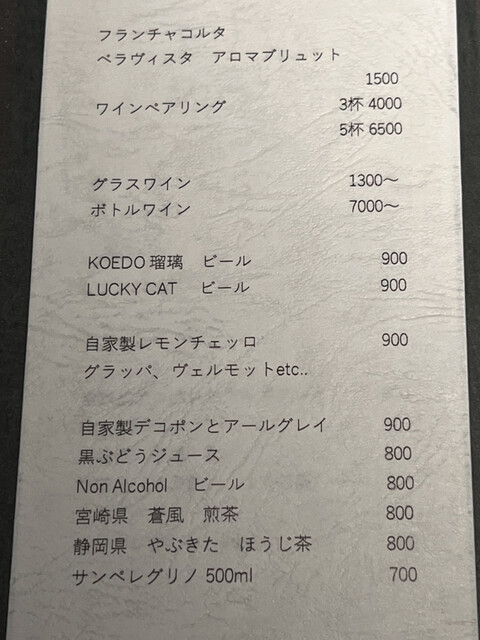 フランチャコルタ
ベラヴィスタ　アロマブリュット
1500
ワインペアリング 3杯 4000
5杯 6500
グラスワイン 1300〜
ボトルワイン 7000〜
KOEDO 瑠璃　ビール 900
LUCKY CAT　ビール 900
自家製レモンチェッロ 900
グラッパ、ヴェルモットetc..
自家製デコポンとアールグレイ 900
黒ぶどうジュース 800
Non Alcohol　ビール 800
宮崎県　蒼風　煎茶 800
静岡県　やぶきた　ほうじ茶 800
サンペレグリノ 500ml 700